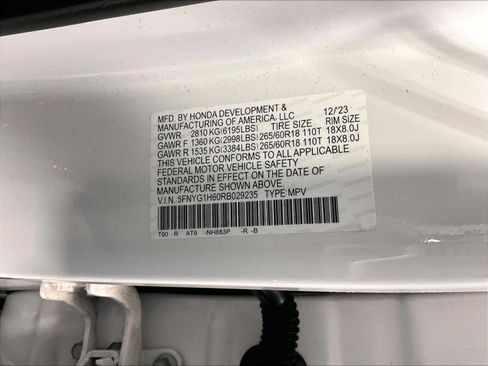 MFD. BY HONDA DEVELOPMENT & 12/'23
MANUFACTURING OF AMERICA, LLC
GVWR. 2810 KG(6195LBS) TIRE SIZE RIM SIZE
GAWR F 1360 KG(2998LBS) 265/60R18 110T 18X8.0J
GAWR R 1535 KG(3384LBS) 265/60R18 110T 18X8.0J
THIS VEHICLE CONFORMS TO ALL APPLICABLE
FEDERAL MOTOR VEHICLE SAFETY
STANDARDS IN EFFECT ON THE DATE OF
MANUFACTURE SHOWN ABOVE.
V.I.N. 5FNYG1H60RB029235 TYPE:MPV
T90 R AT9 -NH883P -R -B